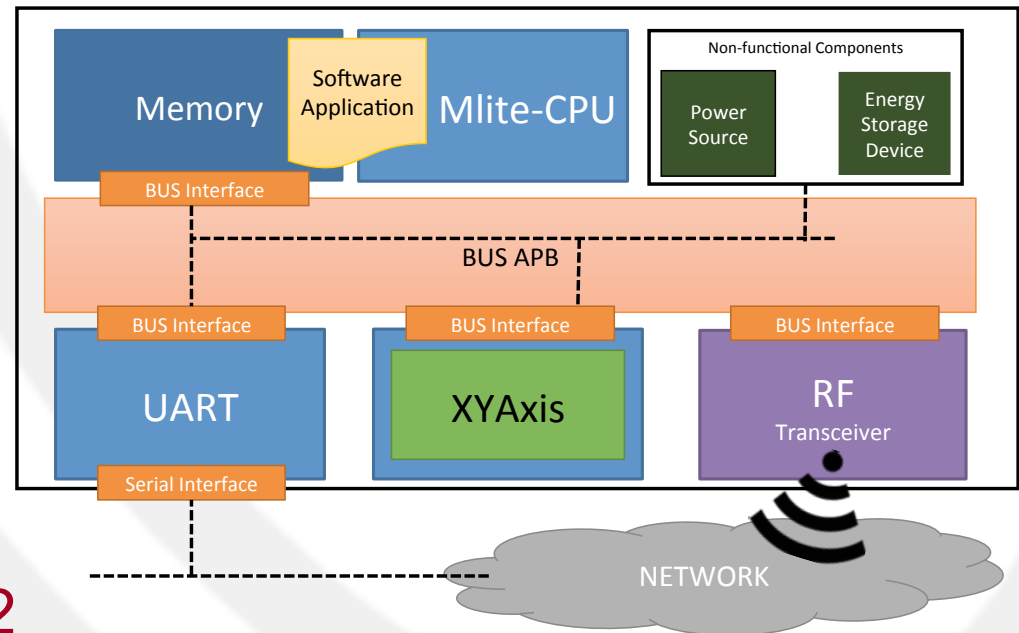 Non-functional Components
Software
Application
Memory
Mlite-CPU
Power
Source
Energy
Storage
Device
BUS Interface
BUS APB
BUS Interface
BUS Interface
BUS Interface
UART
XYAxis
RF
Transceiver
Serial Interface
NETWORK
2